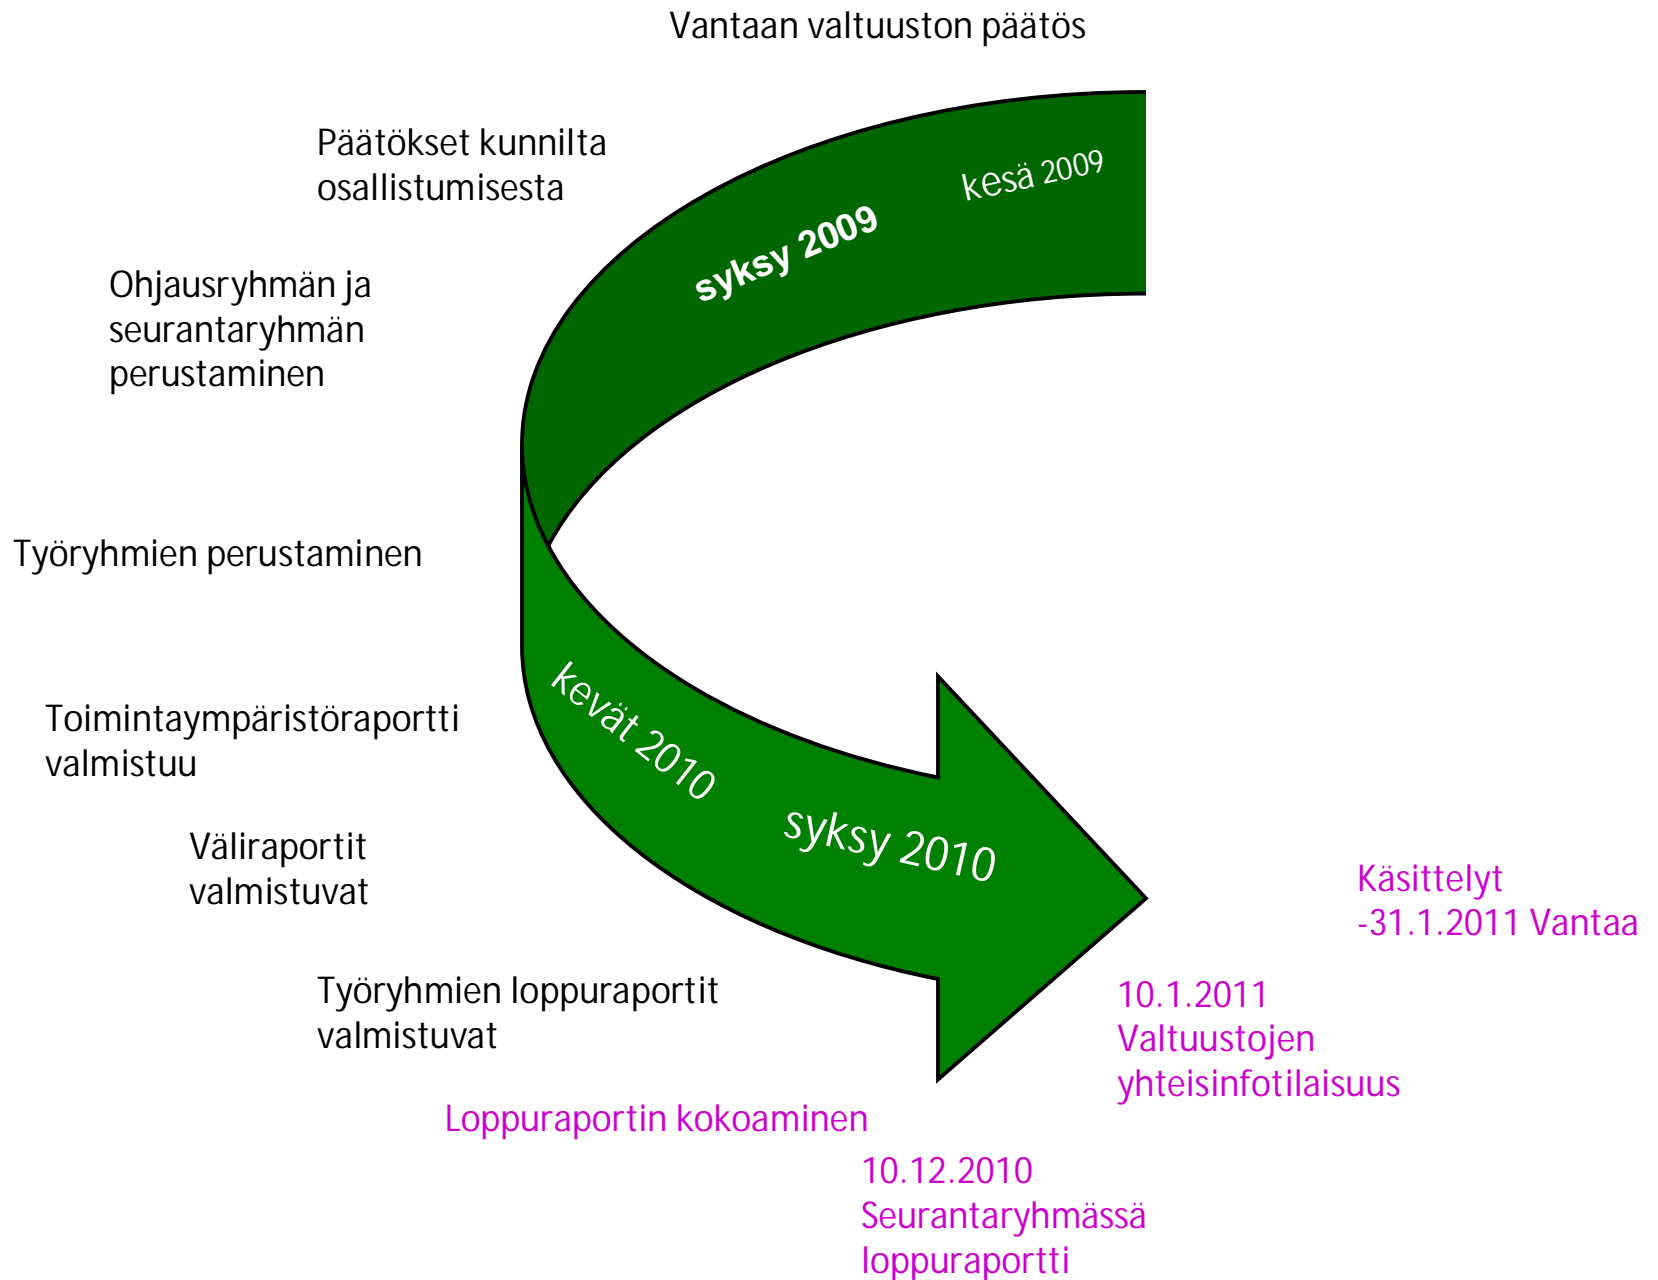 Vantaan valtuuston päätös
Päätökset kunnilta
osallistumisesta
kesä 2009
syksy 2009
Ohjausryhmän ja
seurantaryhmän
perustaminen
Työryhmien perustaminen
kevät 2010
Toimintaympäristöraportti
valmistuu
syksy 2010
Väliraportit
valmistuvat
Työryhmien loppuraportit
valmistuvat
Loppuraportin kokoaminen
10.12.2010
Seurantaryhmässä
loppuraportti
10.1.2011
Valtuustojen
yhteisinfotilaisuus
Käsittelyt
-31.1.2011 Vantaa